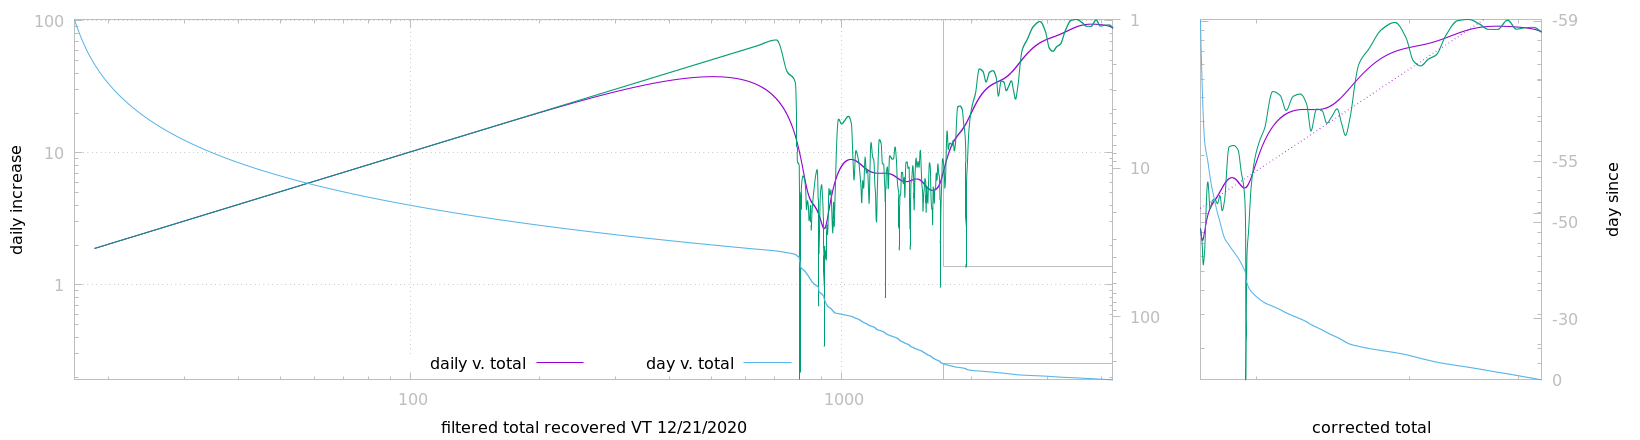 100
10
1
daily increase
1
10
100
-59
-55
-50
-30
0
day since
daily v. total
day v. total
100
1000
filtered total recovered VT 12/21/2020
corrected total